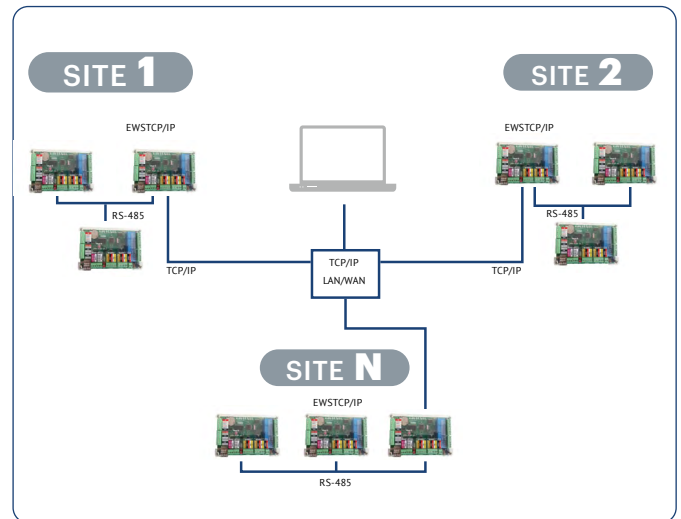 SITE 1
SITE 2
EWSTCP/IP
EWSTCP/IP
RS-485
RS-485
TCP/IP
TCP/IP
LAN/WAN
TCP/IP
SITE N
EWSTCP/IP
RS-485